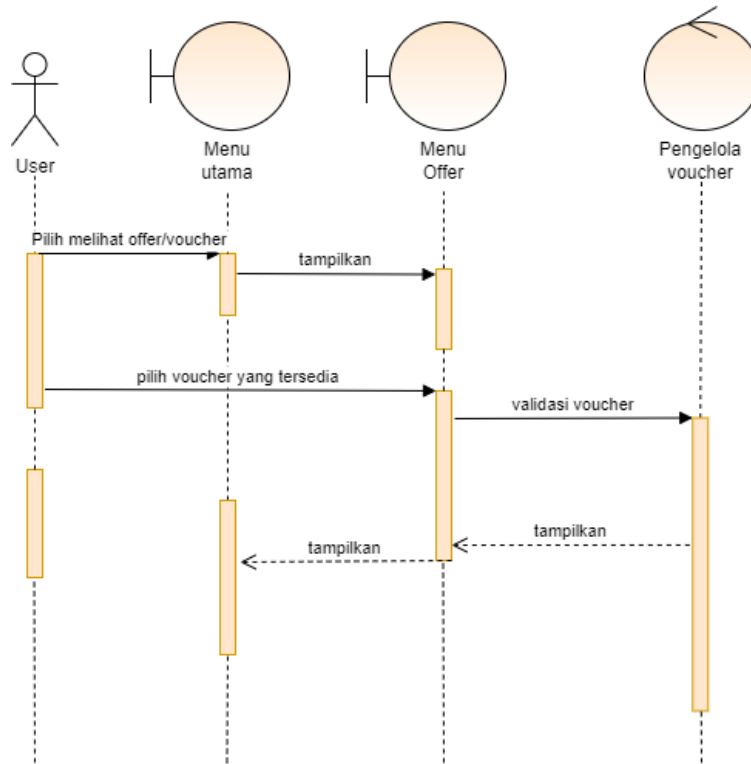 User
Menu
utama
Menu
Offer
Pengelola
voucher
Pilih melihat offer/voucher
tampilkan
pilih voucher yang tersedia
validasi voucher
tampilkan
tampilkan